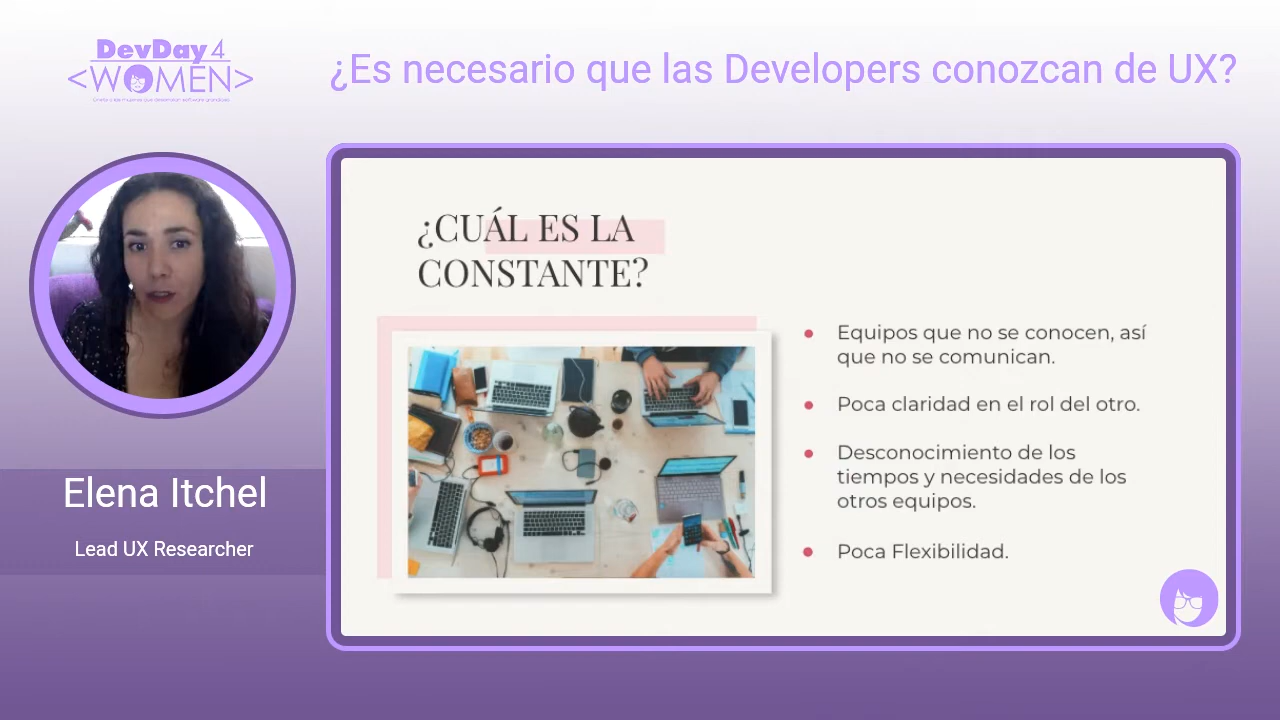 DevDay4
<WOMEN>
¿Es necesario que las Developers conozcan de UX?
¿CUÁL ES LA
CONSTANTE?
Equipos que no se conocen, así
que no se comunican.
Poca claridad en el rol del otro.
Desconocimiento de los
tiempos y necesidades de los
otros equipos.
Poca Flexibilidad.
Elena Itchel
Lead UX Researcher